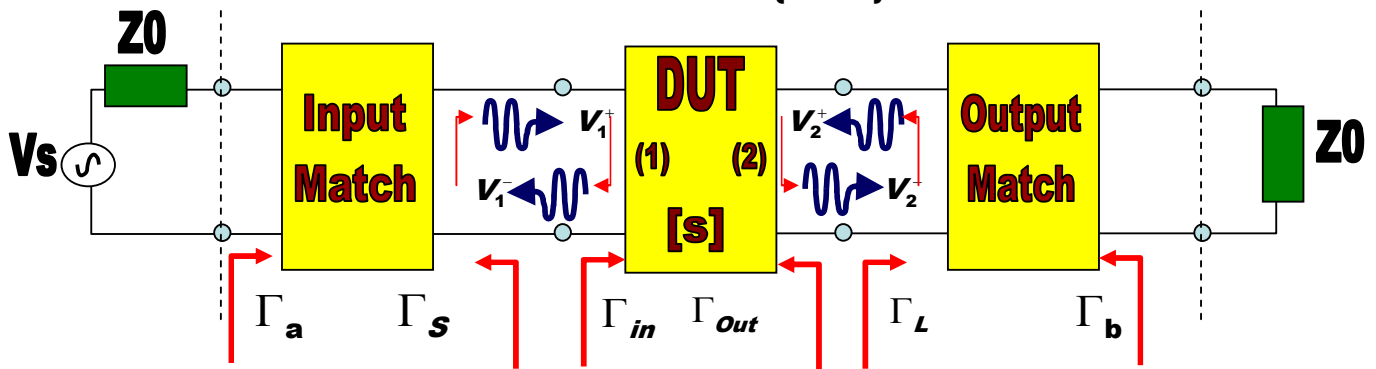 Z0
Vs
Input
Match
V₁⁺
V₁⁻
DUT
(1) (2)
[s]
V₂⁺
V₂⁻
Output
Match
Z0
Γa
ΓS
Γin
ΓOut
ΓL
Γb